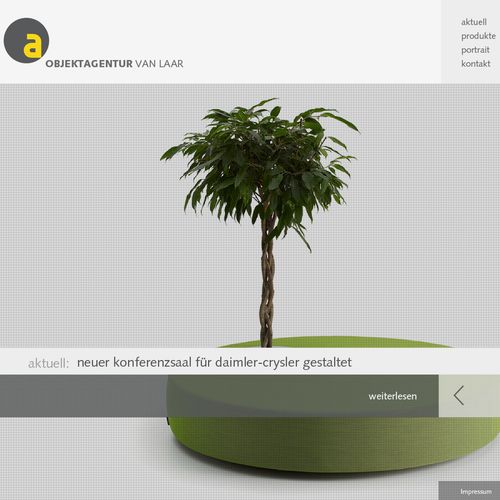 a
OBJEKTAGENTUR VAN LAAR
aktuell
produkte
portrait
kontakt
aktuell: neuer konferenzsaal für daimler-crysler gestaltet
weiterlesen
Impressum